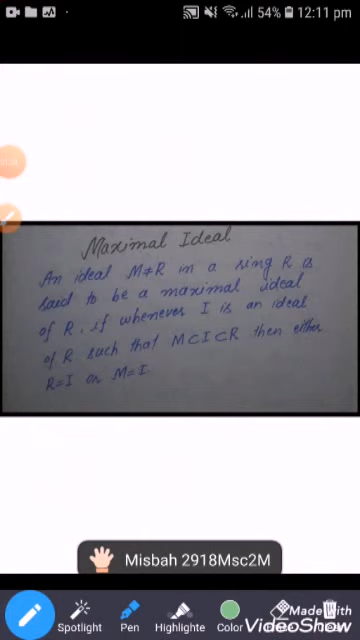 54% 12:11 pm
Maximal Ideal
An ideal M≠R in a ring R is
said to be a maximal ideal
of R, if whenever I is an ideal
of R such that M⊂I⊂R then either
R=I or M=I
Misbah 2918Msc2M
Spotlight Pen Highlighte Color
Made With
VideoShow